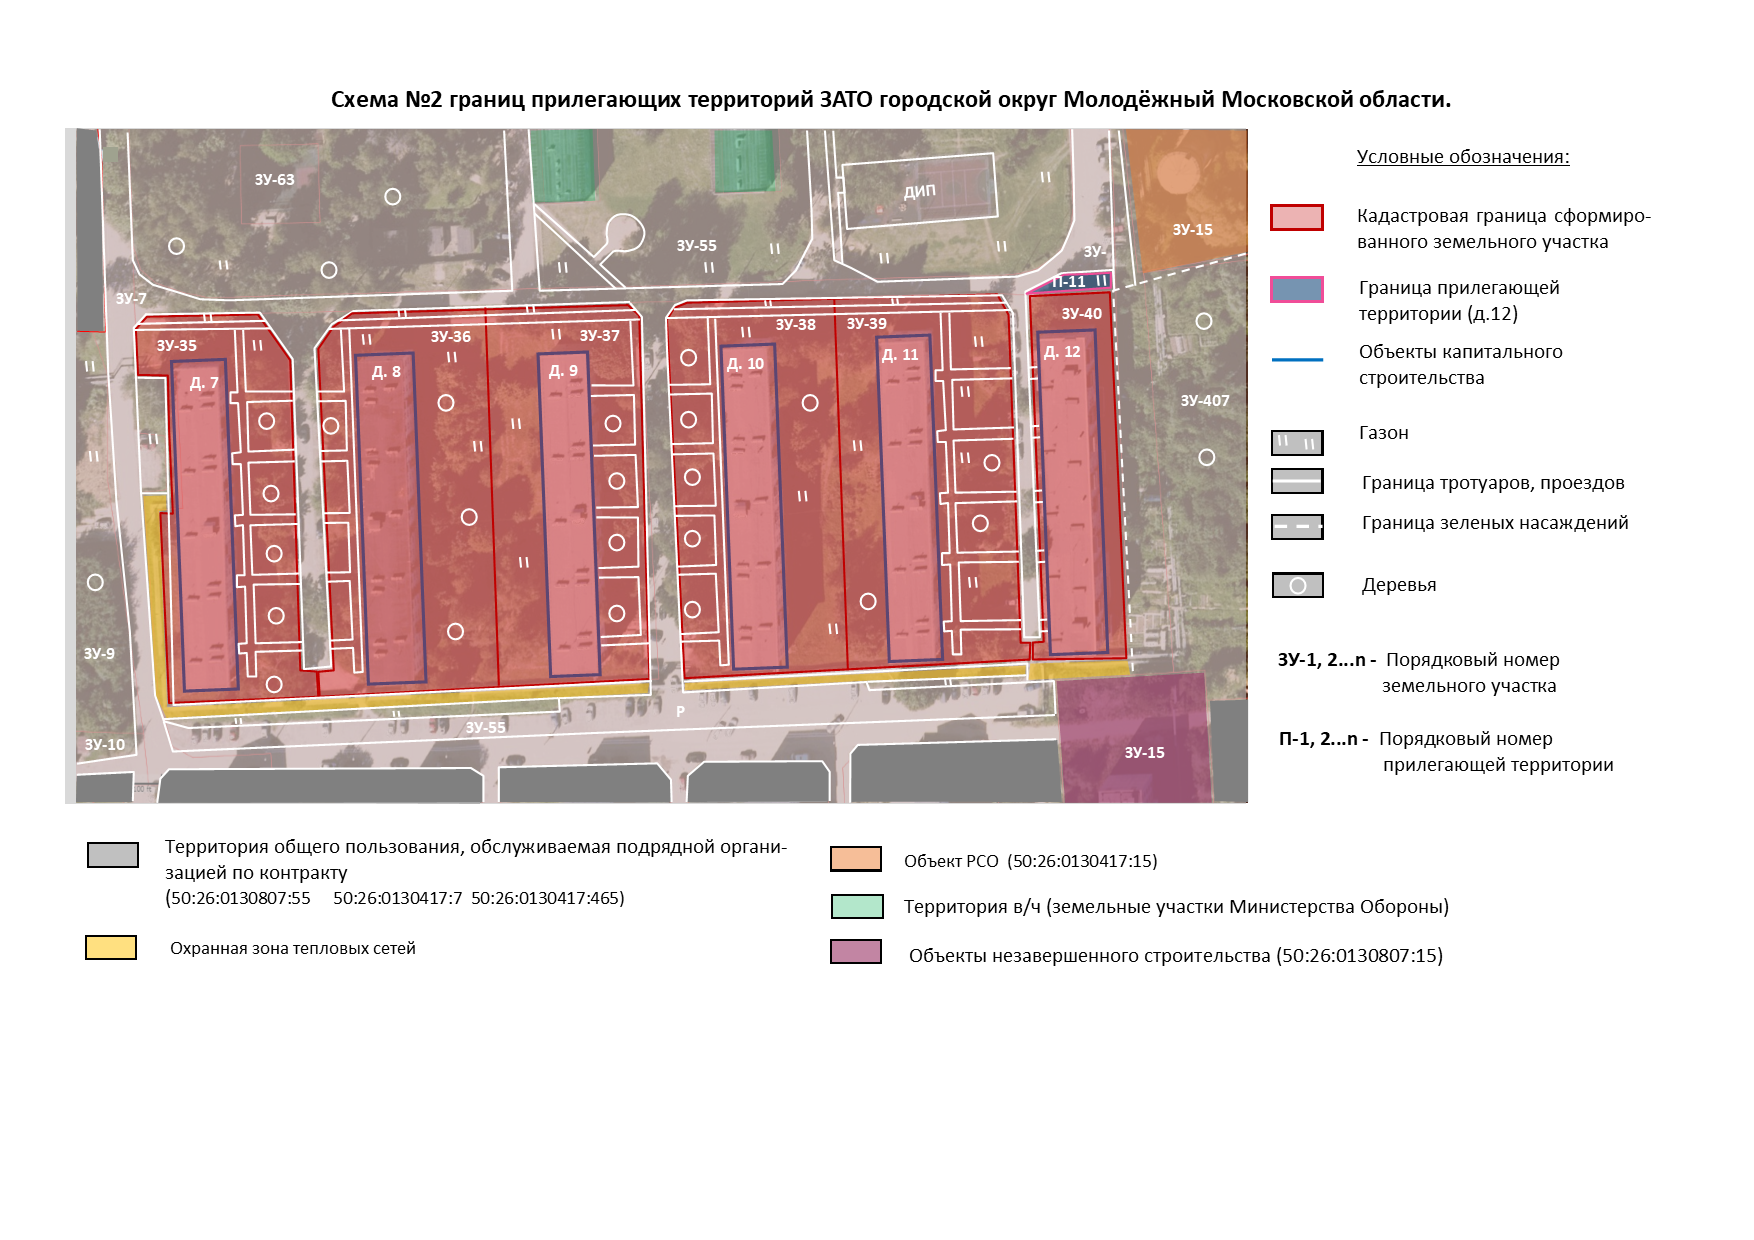 Схема №2 границ прилегающих территорий ЗАТО городской округ Молодёжный Московской области.
ЗУ-63
ДИП
ЗУ-55
ЗУ-15
ЗУ-
П-11
ЗУ-7
ЗУ-35
ЗУ-36
ЗУ-37
ЗУ-38
ЗУ-39
ЗУ-40
Д. 7
Д. 8
Д. 9
Д. 10
Д. 11
Д. 12
ЗУ-407
ЗУ-9
ЗУ-10
ЗУ-55
Р
ЗУ-15
Условные обозначения:
Кадастровая граница сформиро-
ванного земельного участка
Граница прилегающей
территории (д.12)
Объекты капитального
строительства
Газон
Граница тротуаров, проездов
Граница зеленых насаждений
Деревья
ЗУ-1, 2...n - Порядковый номер
земельного участка
П-1, 2...n - Порядковый номер
прилегающей территории
Территория общего пользования, обслуживаемая подрядной органи-
зацией по контракту
(50:26:0130807:55 50:26:0130417:7 50:26:0130417:465)
Охранная зона тепловых сетей
Объект РСО (50:26:0130417:15)
Территория в/ч (земельные участки Министерства Обороны)
Объекты незавершенного строительства (50:26:0130807:15)